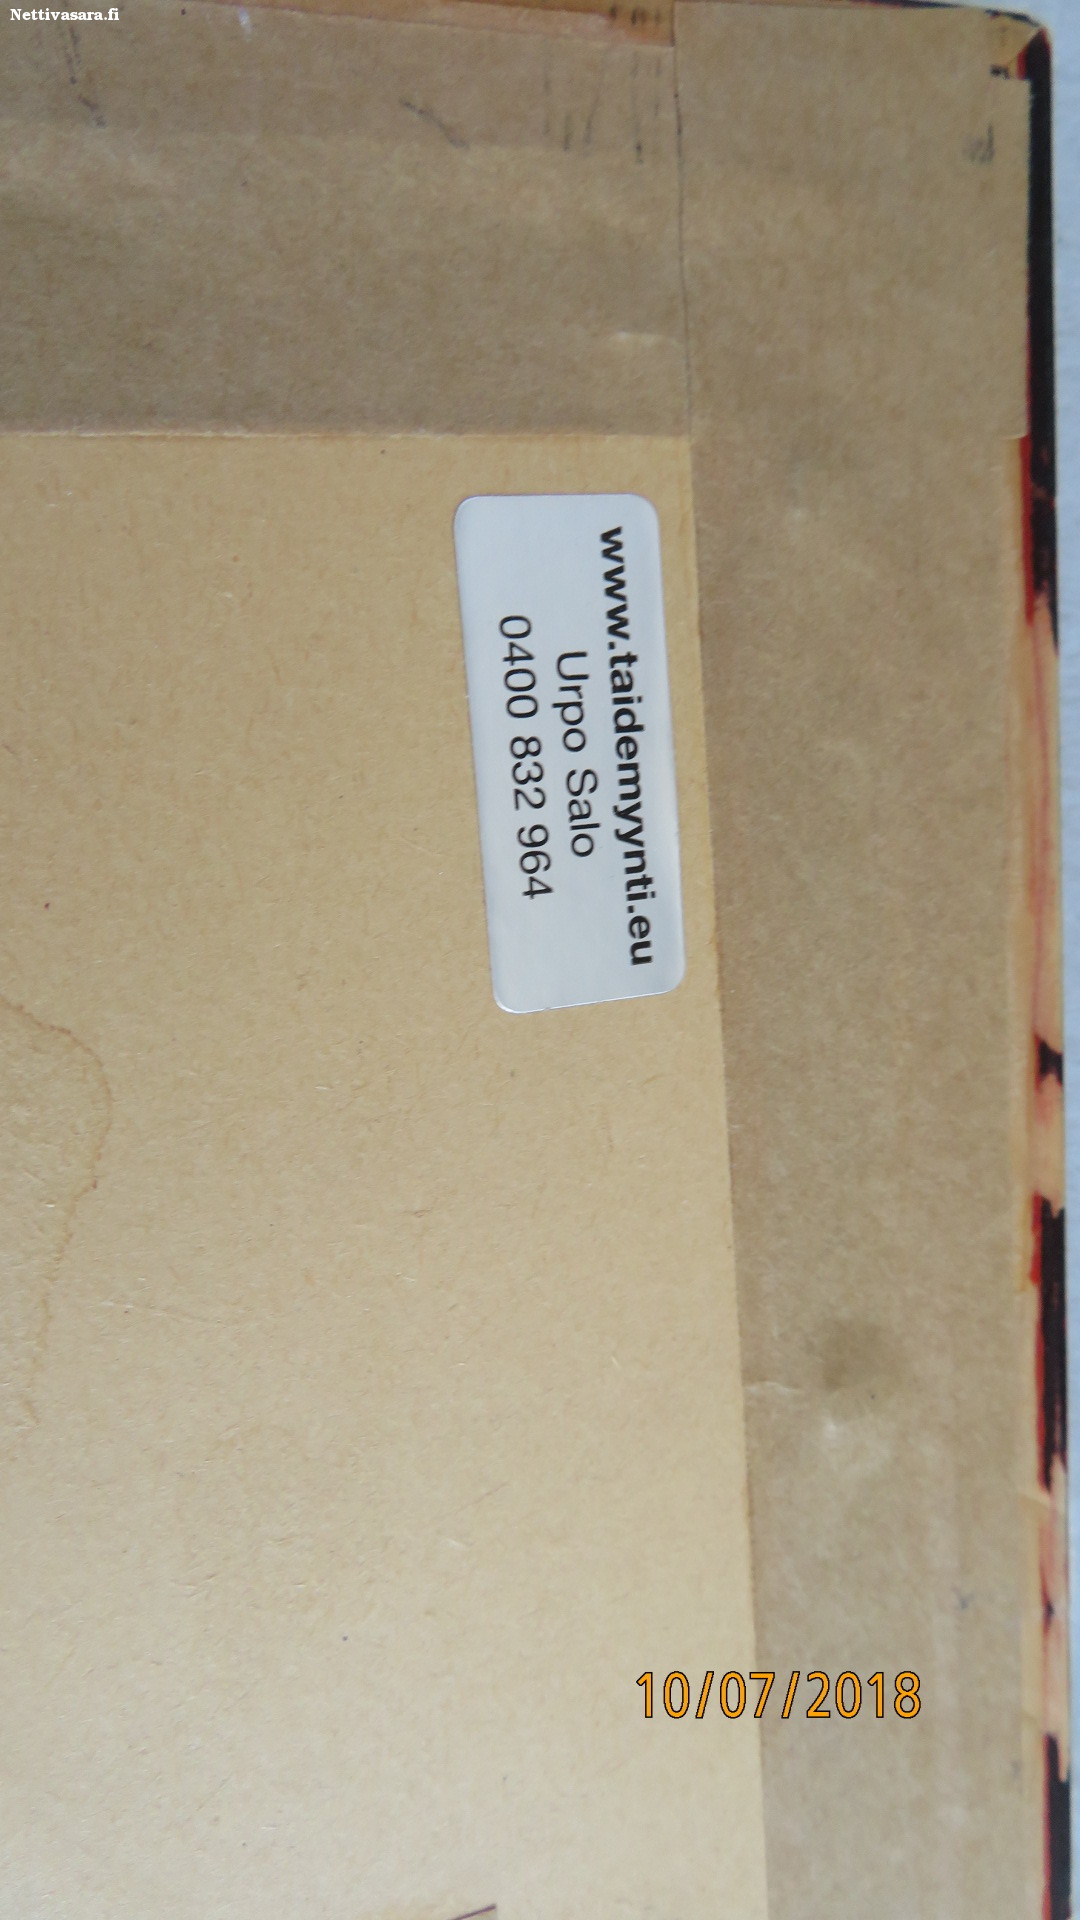 Nettivasara.fi
www.taidemyynti.eu
Urpo Salo
0400 832 964
10/07/2018